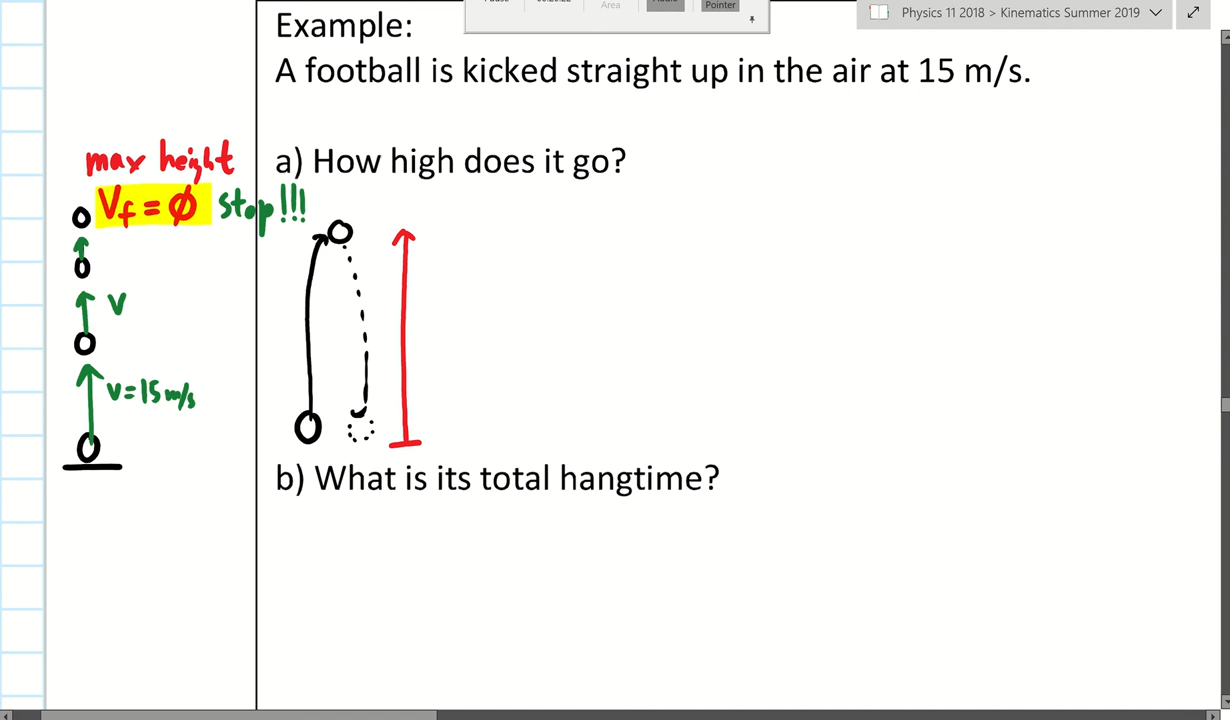 Area
Pointer
Physics 11 2018 > Kinematics Summer 2019
Example:
A football is kicked straight up in the air at 15 m/s.
max height
Vf = Ø stop!!!
a) How high does it go?
V
V = 15 m/s
b) What is its total hangtime?